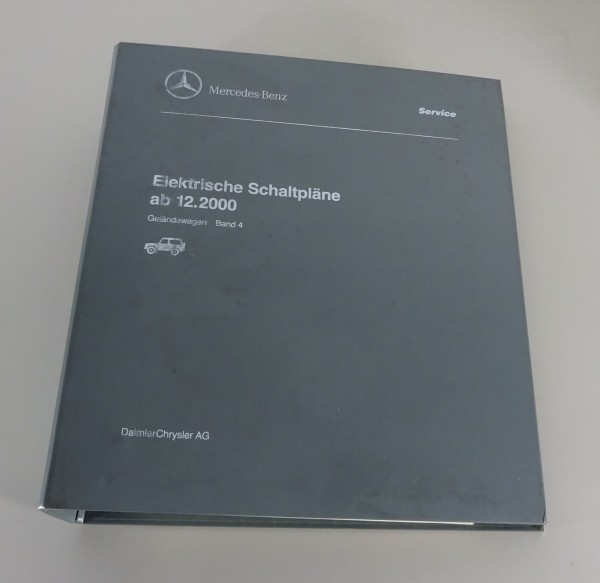 Mercedes-Benz
Service
Elektrische Schaltpläne
ab 12.2000
Geländewagen Band 4
DaimlerChrysler AG